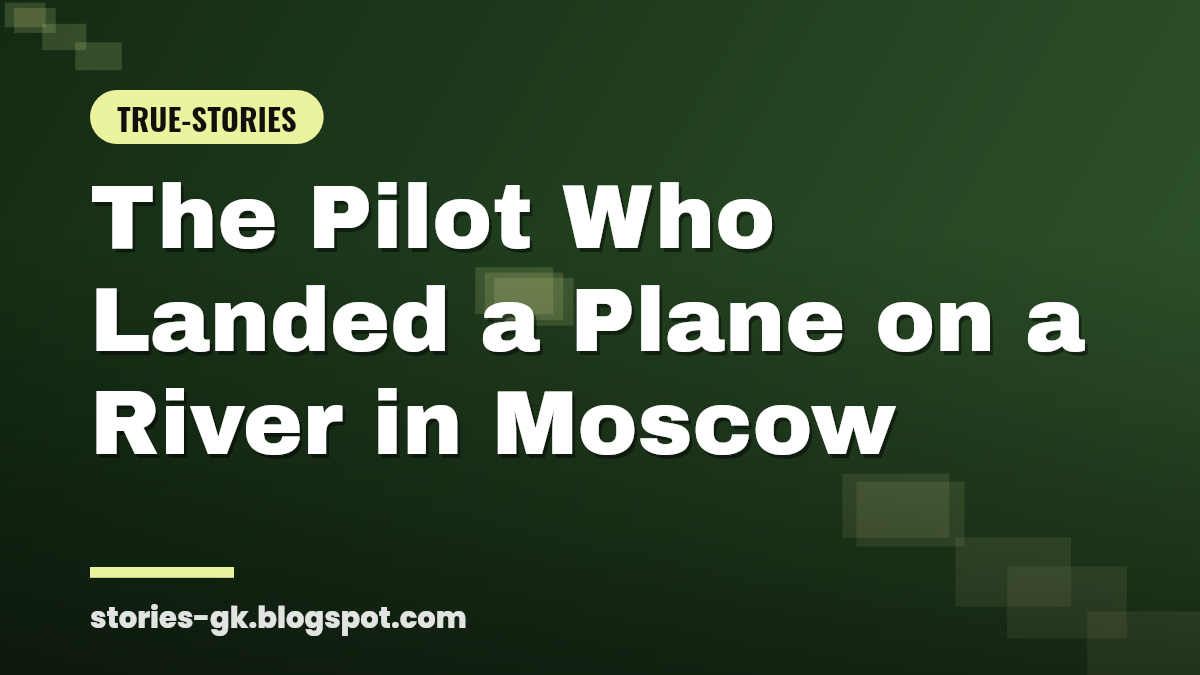 TRUE-STORIES
The Pilot Who
Landed a Plane on a
River in Moscow
stories-gk.blogspot.com